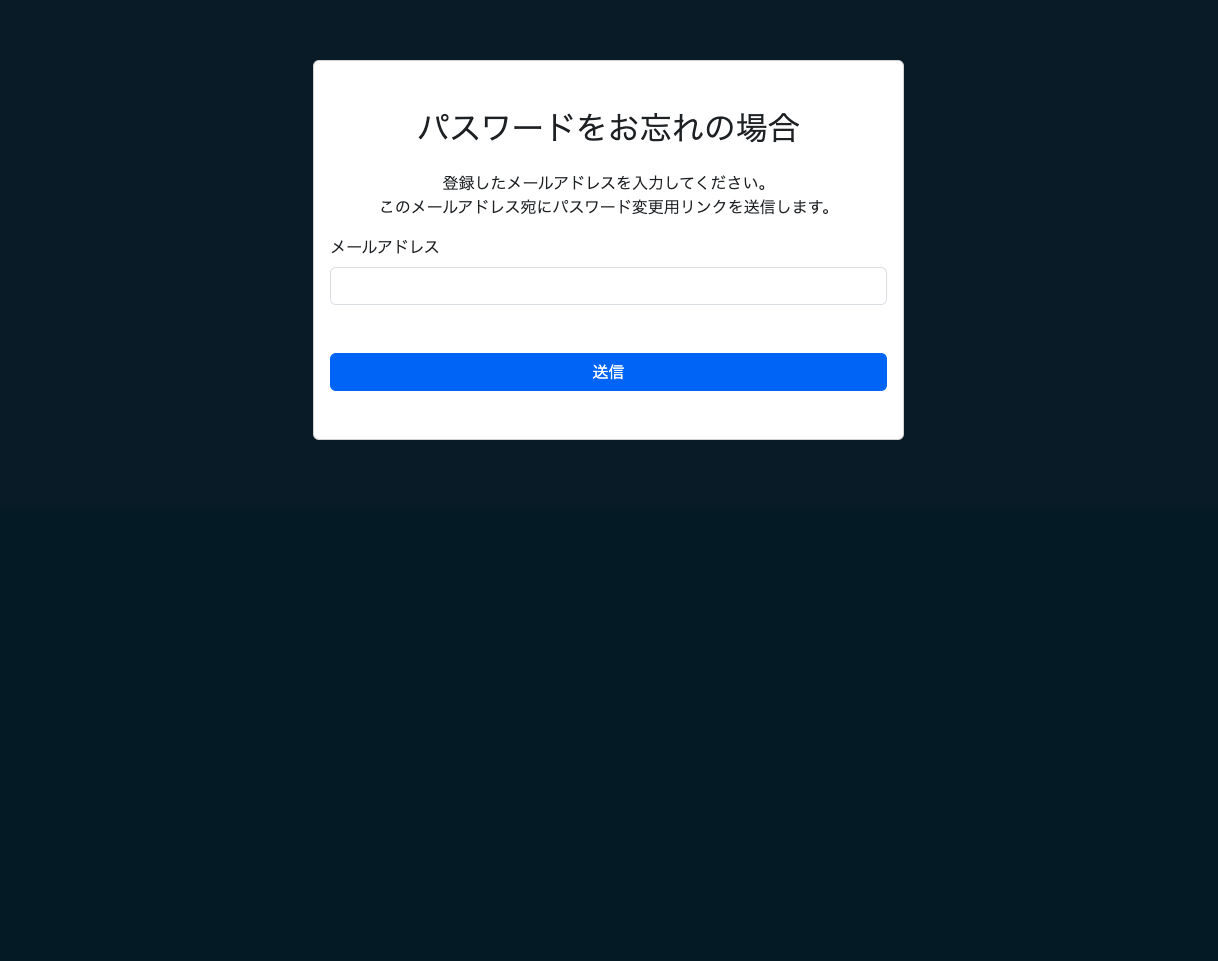 パスワードをお忘れの場合
登録したメールアドレスを入力してください。
このメールアドレス宛にパスワード変更用リンクを送信します。
メールアドレス
送信